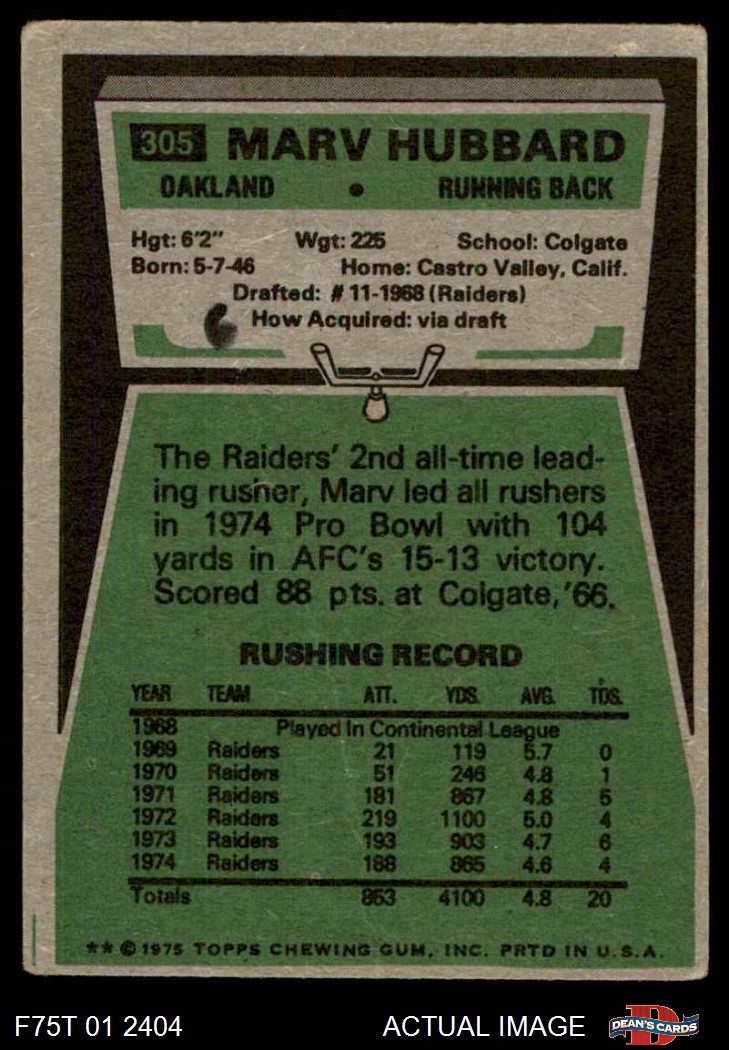 305 MARV HUBBARD
OAKLAND • RUNNING BACK
Hgt: 6'2" Wgt: 225 School: Colgate
Born: 5-7-46 Home: Castro Valley, Calif.
Drafted: # 11-1968 (Raiders)
How Acquired: via draft
The Raiders' 2nd all-time lead-
ing rusher, Marv led all rushers
in 1974 Pro Bowl with 104
yards in AFC's 15-13 victory.
Scored 88 pts. at Colgate, '66.
RUSHING RECORD
YEAR TEAM ATT. YDS. AVG. TDS.
1968 Played In Continental League
1969 Raiders 21 119 5.7 0
1970 Raiders 51 246 4.8 1
1971 Raiders 181 867 4.8 5
1972 Raiders 219 1100 5.0 4
1973 Raiders 193 903 4.7 6
1974 Raiders 188 865 4.6 4
Totals 853 4100 4.8 20
** © 1975 TOPPS CHEWING GUM, INC. PRTD IN U.S.A.
F75T 01 2404 ACTUAL IMAGE D DEAN'S CARDS